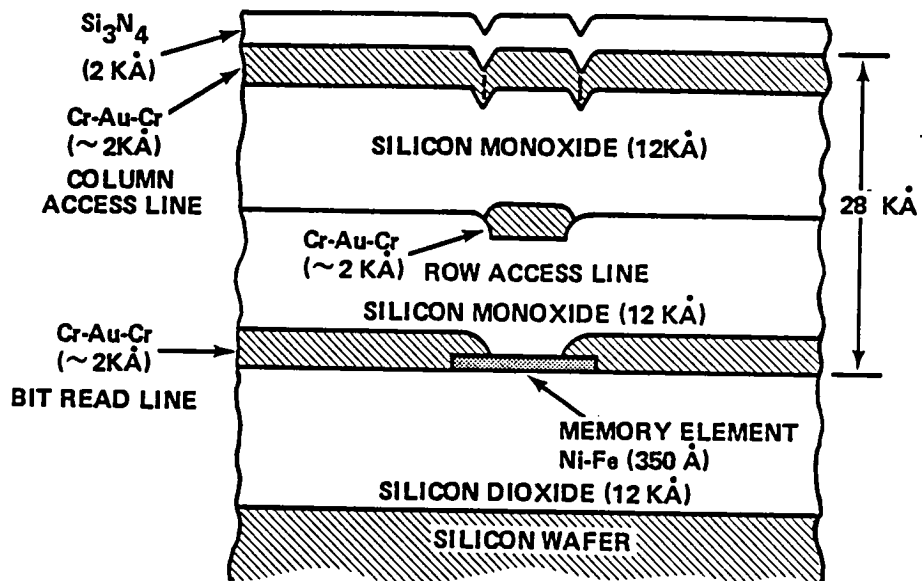 Si3N4
(2 KÅ)
Cr-Au-Cr
(~2KÅ)
COLUMN
ACCESS LINE
SILICON MONOXIDE (12KÅ)
28 KÅ
Cr-Au-Cr
(~2 KÅ)
ROW ACCESS LINE
SILICON MONOXIDE (12 KÅ)
Cr-Au-Cr
(~2KÅ)
BIT READ LINE
MEMORY ELEMENT
Ni-Fe (350 Å)
SILICON DIOXIDE (12 KÅ)
SILICON WAFER